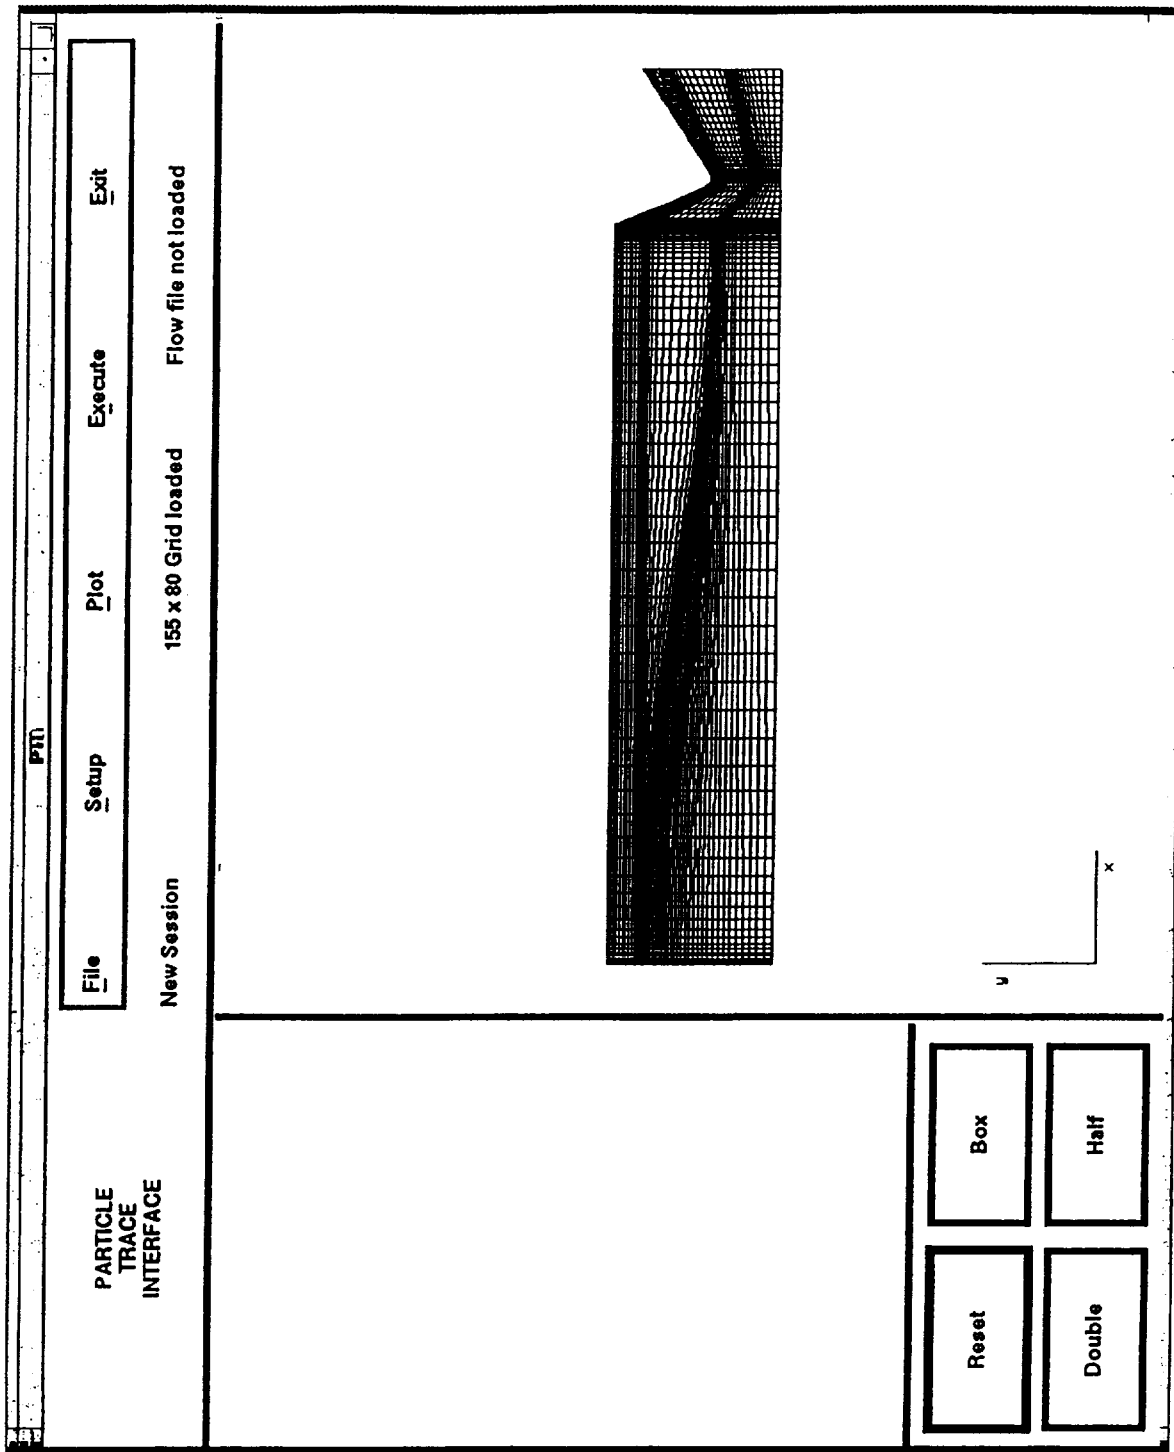 PTI
PARTICLE
TRACE
INTERFACE
File Setup Plot Execute Exit
New Session 155 x 80 Grid loaded Flow file not loaded
y
x
Reset Box
Double Half